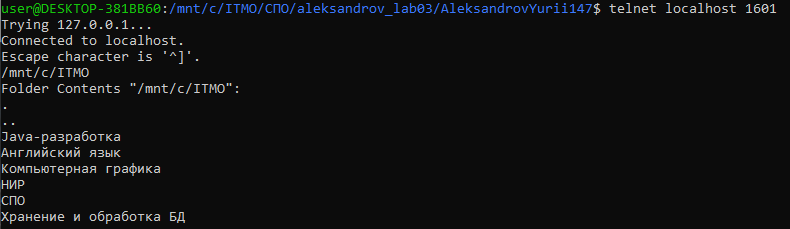 user@DESKTOP-381BB60:/mnt/c/ITMO/СПО/aleksandrov_lab03/AleksandrovYurii147$ telnet localhost 1601
Trying 127.0.0.1...
Connected to localhost.
Escape character is '^]'.
/mnt/c/ITMO
Folder Contents "/mnt/c/ITMO":
.
..
Java-разработка
Английский язык
Компьютерная графика
НИР
СПО
Хранение и обработка БД